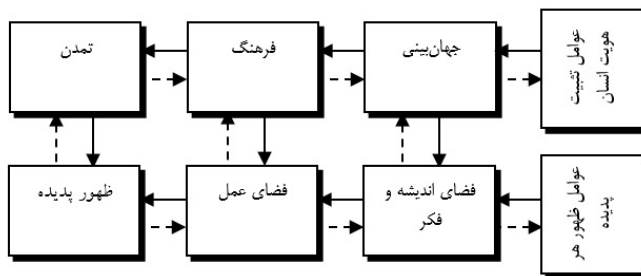 عوامل تثبیت
هویت انسان
جهان‌بینی
فرهنگ
تمدن
عوامل ظهور هر
پدیده
فضای اندیشه و
فکر
فضای عمل
ظهور پدیده